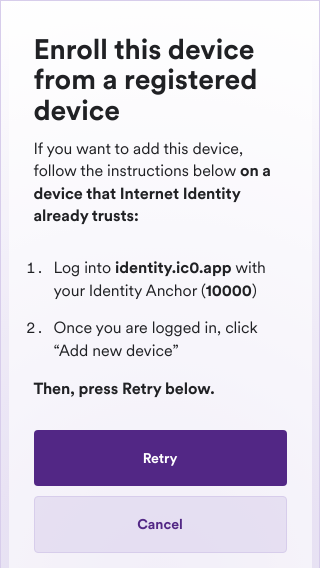 Enroll this device
from a registered
device
If you want to add this device,
follow the instructions below on a
device that Internet Identity
already trusts:
1. Log into identity.ic0.app with
your Identity Anchor (10000)
2. Once you are logged in, click
“Add new device”
Then, press Retry below.
Retry
Cancel